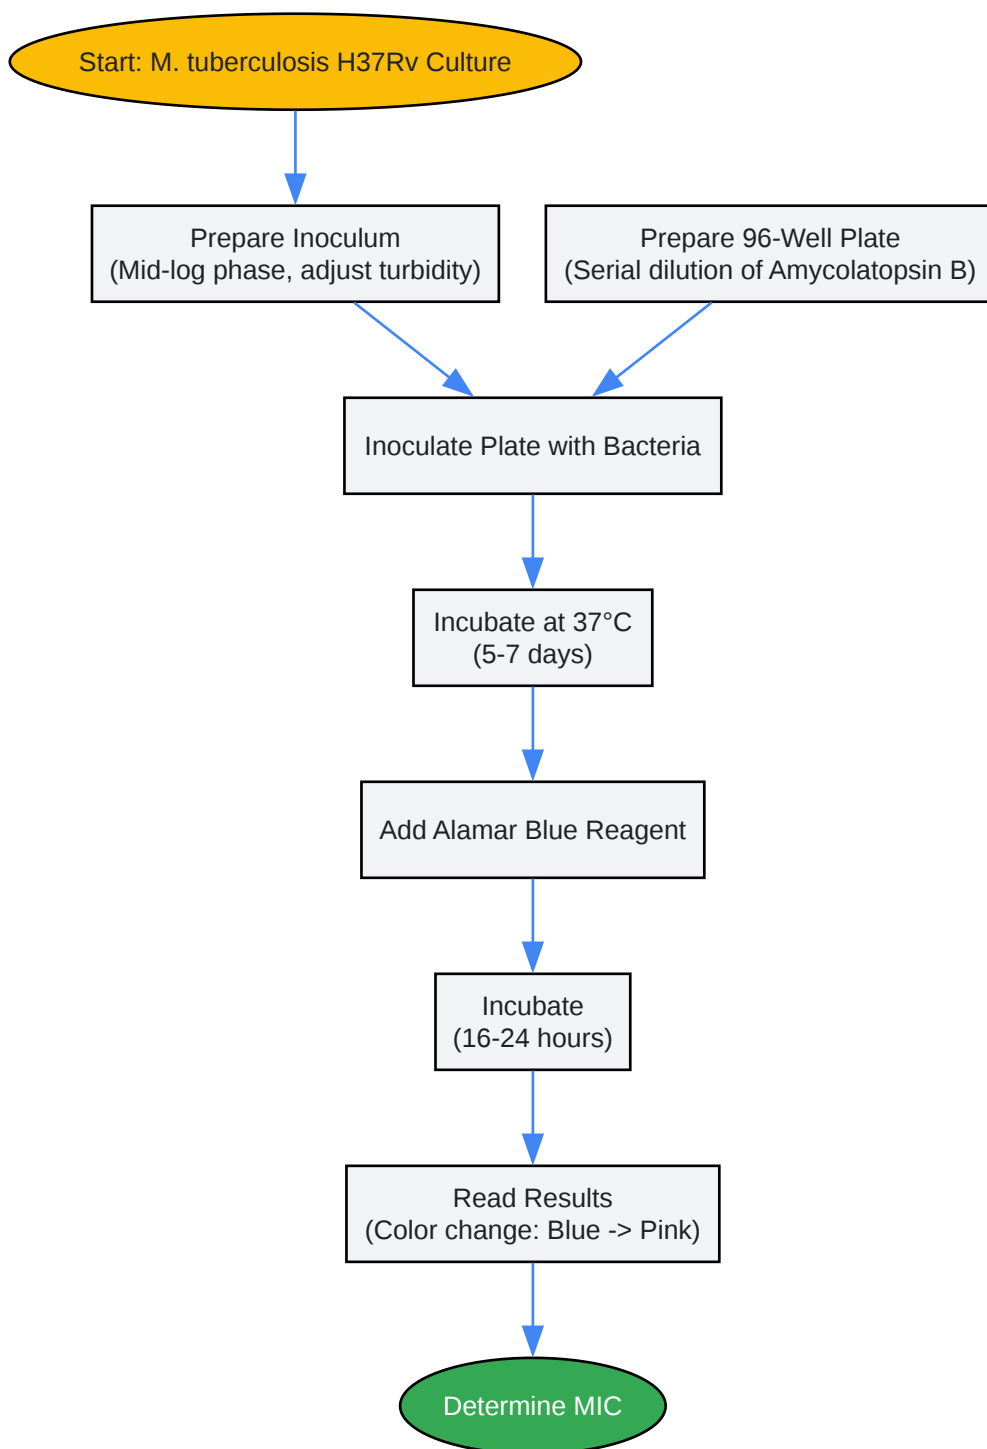 Start: M. tuberculosis H37Rv Culture
Prepare Inoculum
(Mid-log phase, adjust turbidity)
Prepare 96-Well Plate
(Serial dilution of Amycolatopsin B)
Inoculate Plate with Bacteria
Incubate at 37°C
(5-7 days)
Add Alamar Blue Reagent
Incubate
(16-24 hours)
Read Results
(Color change: Blue -> Pink)
Determine MIC